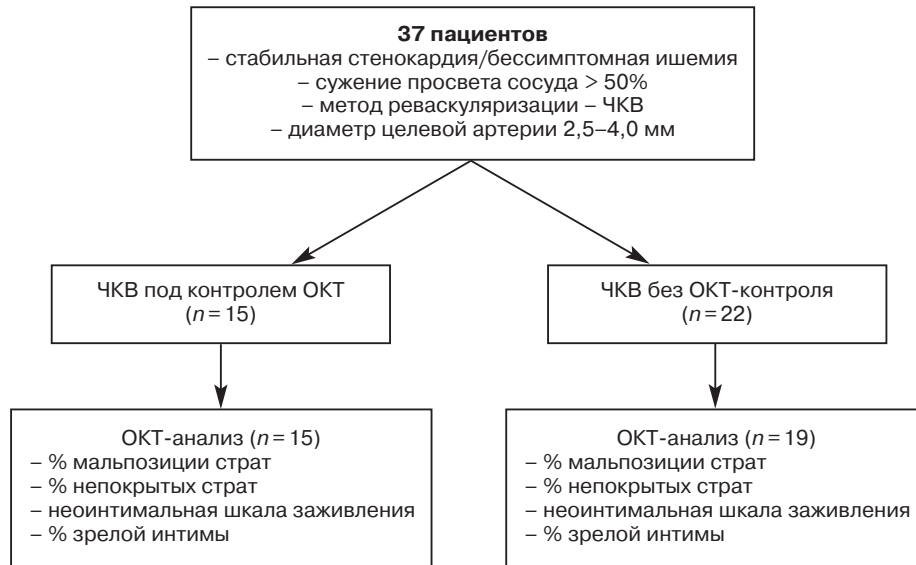 37 пациентов
– стабильная стенокардия/бессимптомная ишемия
– сужение просвета сосуда > 50%
– метод реваскуляризации – ЧКВ
– диаметр целевой артерии 2,5–4,0 мм
ЧКВ под контролем ОКТ
(n = 15)
ЧКВ без ОКТ-контроля
(n = 22)
ОКТ-анализ (n = 15)
– % мальпозиции страт
– % непокрытых страт
– неоинтимальная шкала заживления
– % зрелой интимы
ОКТ-анализ (n = 19)
– % мальпозиции страт
– % непокрытых страт
– неоинтимальная шкала заживления
– % зрелой интимы